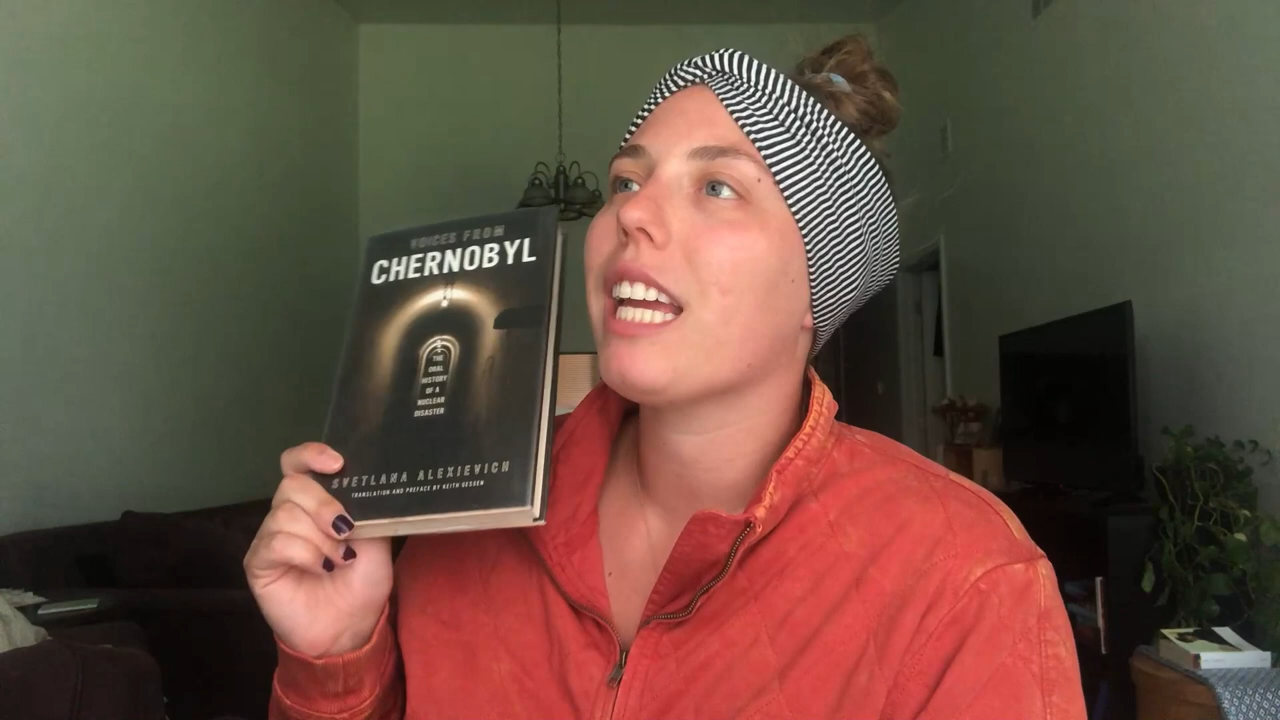 VOICES FROM
CHERNOBYL
THE
ORAL
HISTORY
OF A
NUCLEAR
DISASTER
SVETLANA ALEXIEVICH
TRANSLATION AND PREFACE BY KEITH GESSEN